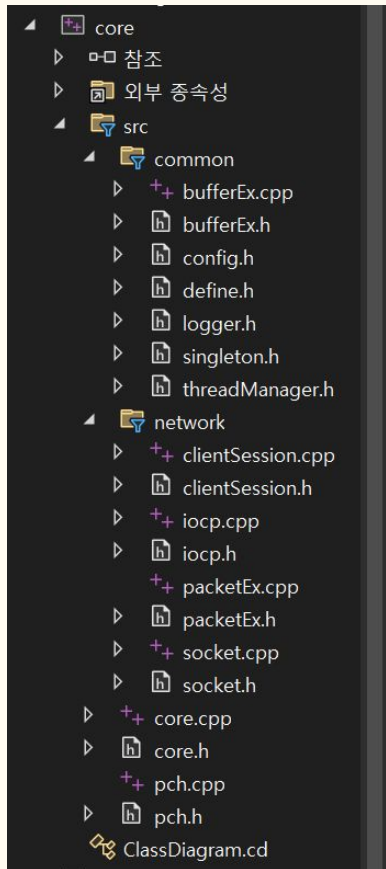 core
참조
외부 종속성
src
common
bufferEx.cpp
bufferEx.h
config.h
define.h
logger.h
singleton.h
threadManager.h
network
clientSession.cpp
clientSession.h
iocp.cpp
iocp.h
packetEx.cpp
packetEx.h
socket.cpp
socket.h
core.cpp
core.h
pch.cpp
pch.h
ClassDiagram.cd